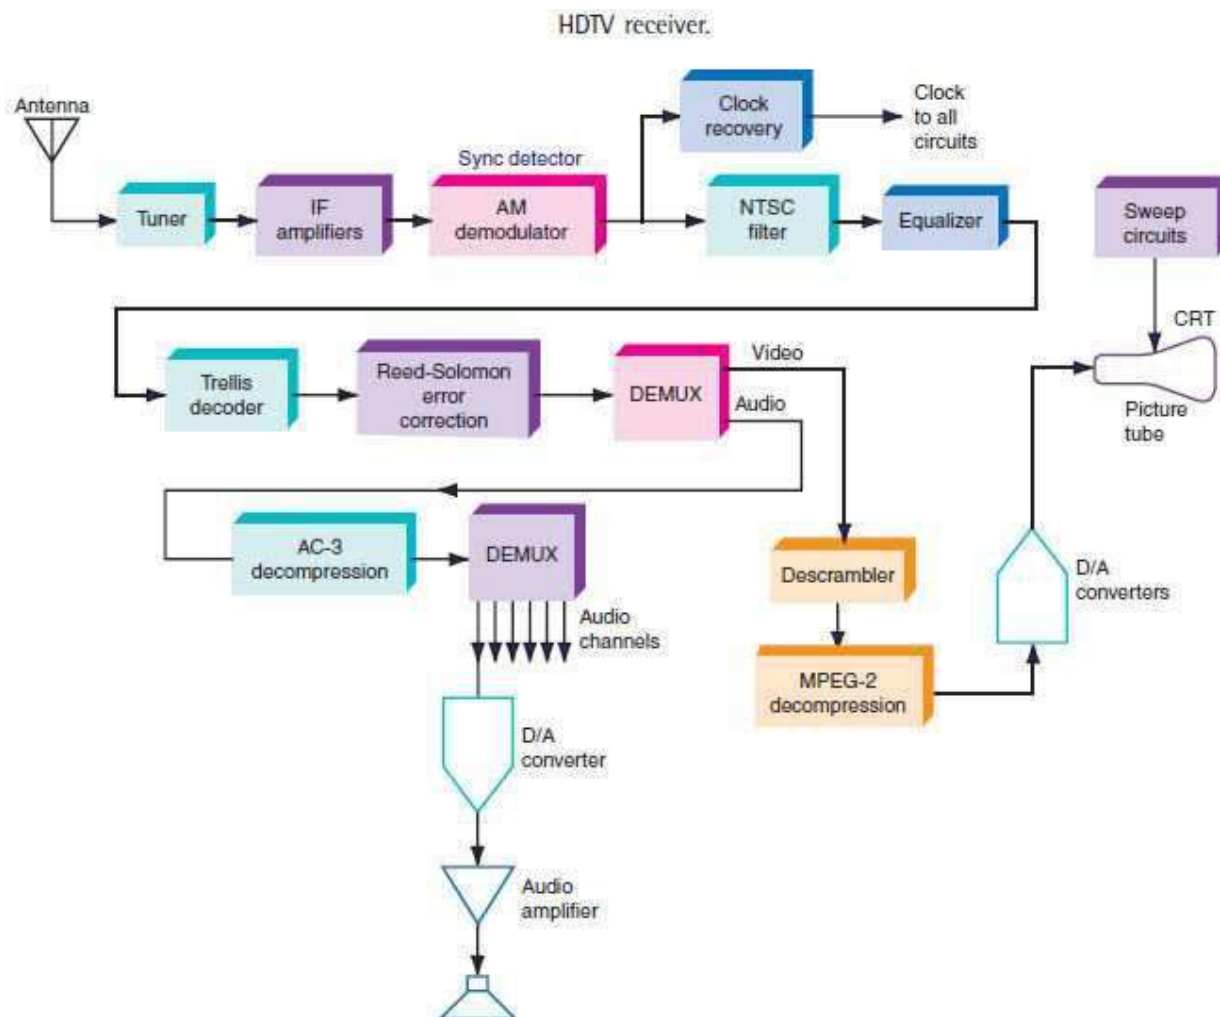 HDTV receiver.
Antenna
Tuner
IF
amplifiers
Sync detector
AM
demodulator
Clock
recovery
Clock
to all
circuits
NTSC
filter
Equalizer
Sweep
circuits
CRT
Picture
tube
Trellis
decoder
Reed-Solomon
error
correction
DEMUX
Video
Audio
AC-3
decompression
DEMUX
Audio
channels
Descrambler
MPEG-2
decompression
D/A
converters
D/A
converter
Audio
amplifier